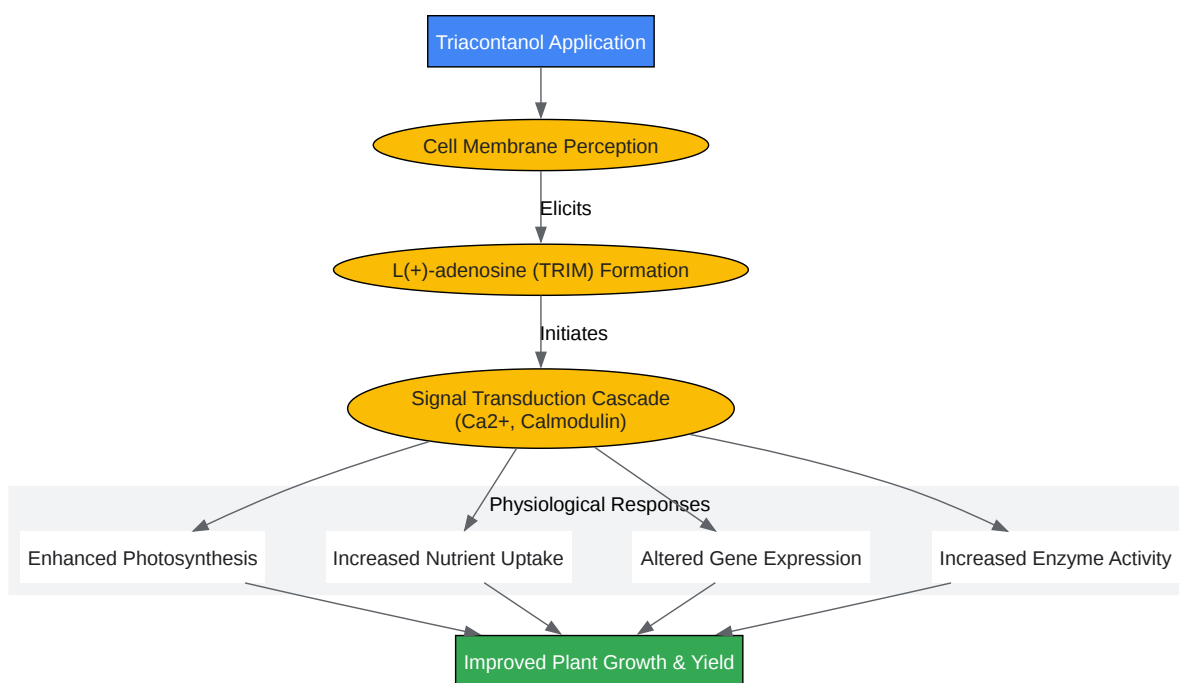 Triacontanol Application
Cell Membrane Perception
Elicits
L(+)-adenosine (TRIM) Formation
Initiates
Signal Transduction Cascade
(Ca2+, Calmodulin)
Physiological Responses
Enhanced Photosynthesis
Increased Nutrient Uptake
Altered Gene Expression
Increased Enzyme Activity
Improved Plant Growth & Yield